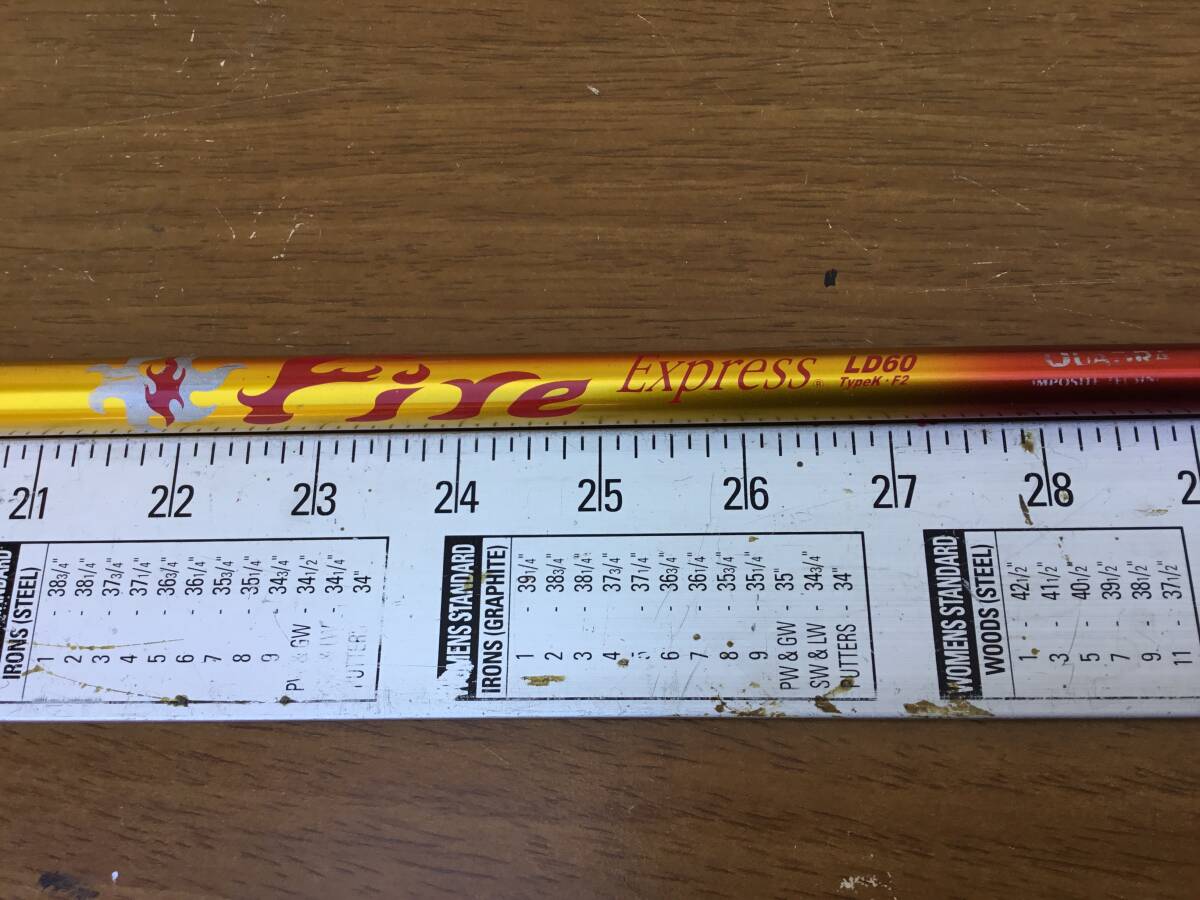 Fire Express® LD60
TypeK・F2
21 22 23 24 25 26 27 28
IRONS (STEEL)
1 - 38 3/4"
2 - 38 1/4"
3 - 37 3/4"
4 - 37 1/4"
5 - 36 3/4"
6 - 36 1/4"
7 - 35 3/4"
8 - 35 1/4"
9 - 34 3/4"
& GW - 34 1/2"
34 1/4"
34"
WOMENS STANDARD
IRONS (GRAPHITE)
1 - 39 1/4"
2 - 38 3/4"
3 - 38 1/4"
4 - 37 3/4"
- 37 1/4"
6 - 36 3/4"
7 - 36 1/4"
8 - 35 3/4"
9 - 35 1/4"
PW & GW - 35"
SW & LW - 34 3/4"
PUTTERS - 34"
WOMENS STANDARD
WOODS (STEEL)
1 - 42 1/2"
3 - 41 1/2"
5 - 40 1/2"
7 - 39 1/2"
9 - 38 1/2"
11 - 37 1/2"